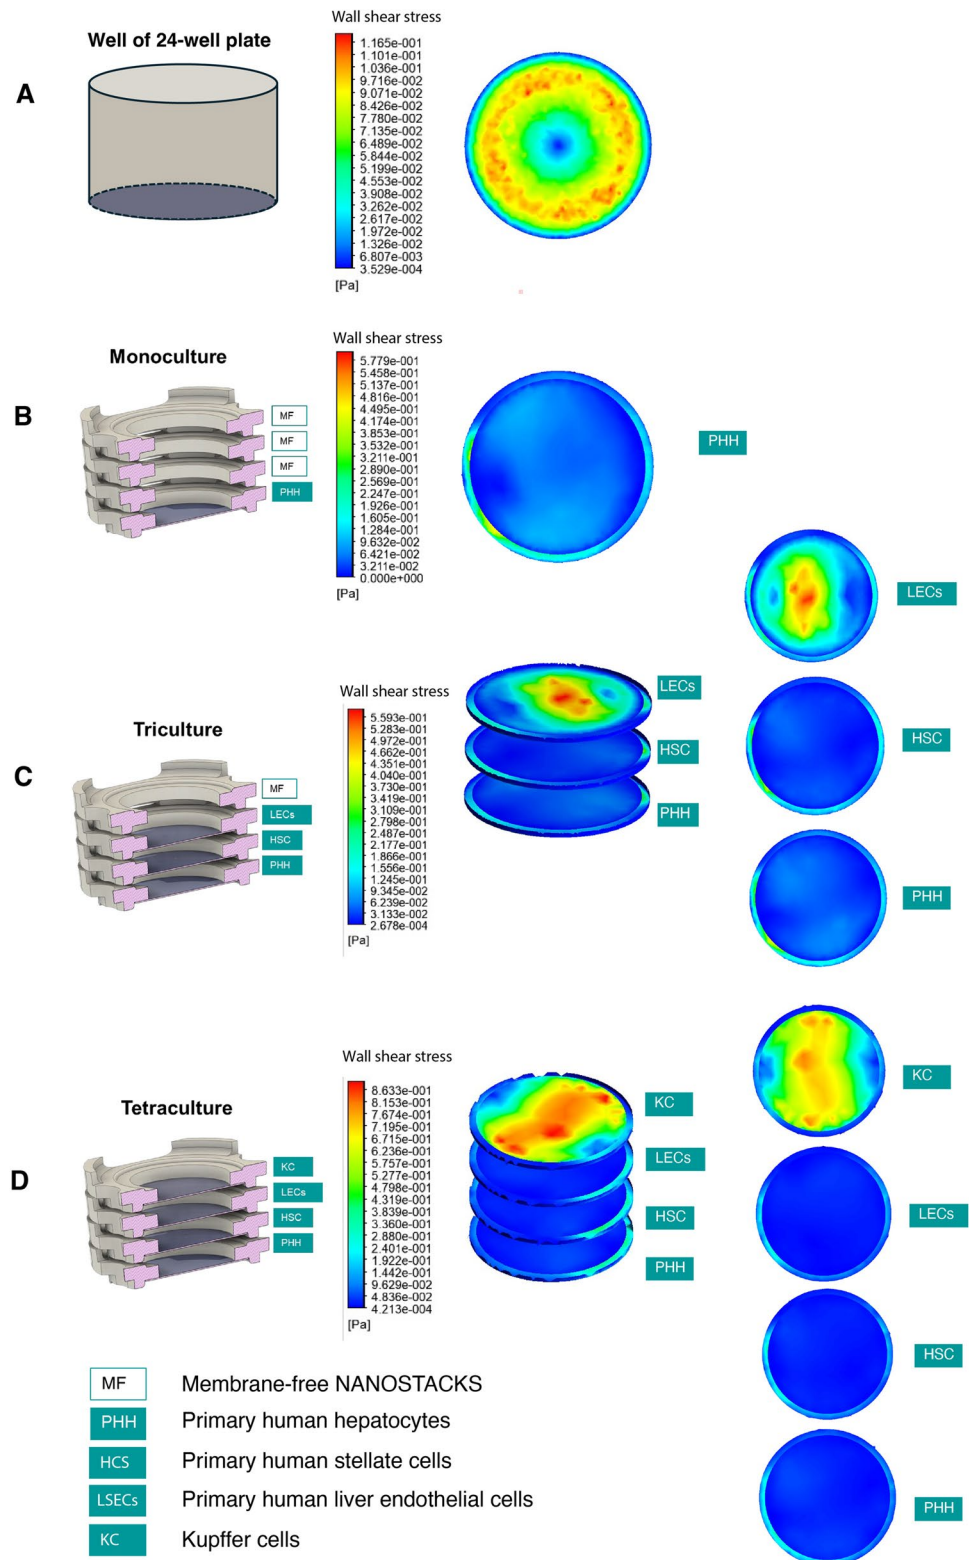 Wall shear stress
Well of 24-well plate
A
1.165e-001
1.101e-001
1.036e-001
9.716e-002
9.071e-002
8.426e-002
7.780e-002
7.135e-002
6.489e-002
5.844e-002
5.199e-002
4.553e-002
3.908e-002
3.262e-002
2.617e-002
1.972e-002
1.326e-002
6.807e-003
3.529e-004
[Pa]
Wall shear stress
Monoculture
B
MF
MF
MF
PHH
5.779e-001
5.458e-001
5.137e-001
4.816e-001
4.495e-001
4.174e-001
3.853e-001
3.532e-001
3.211e-001
2.890e-001
2.569e-001
2.247e-001
1.926e-001
1.605e-001
1.284e-001
9.632e-002
6.421e-002
3.211e-002
0.000e+000
[Pa]
PHH
Wall shear stress
Triculture
C
MF
LECs
HSC
PHH
5.593e-001
5.283e-001
4.972e-001
4.662e-001
4.351e-001
4.040e-001
3.730e-001
3.419e-001
3.109e-001
2.798e-001
2.487e-001
2.177e-001
1.866e-001
1.556e-001
1.245e-001
9.345e-002
6.239e-002
3.133e-002
2.678e-004
[Pa]
LECs
HSC
PHH
LECs
HSC
PHH
Wall shear stress
Tetraculture
D
KC
LECs
HSC
PHH
8.633e-001
8.153e-001
7.674e-001
7.195e-001
6.715e-001
6.236e-001
5.757e-001
5.277e-001
4.798e-001
4.319e-001
3.839e-001
3.360e-001
2.880e-001
2.401e-001
1.922e-001
1.442e-001
9.629e-002
4.836e-002
4.213e-004
[Pa]
KC
LECs
HSC
PHH
KC
LECs
HSC
PHH
MF Membrane-free NANOSTACKS
PHH Primary human hepatocytes
HCS Primary human stellate cells
LSECs Primary human liver endothelial cells
KC Kupffer cells